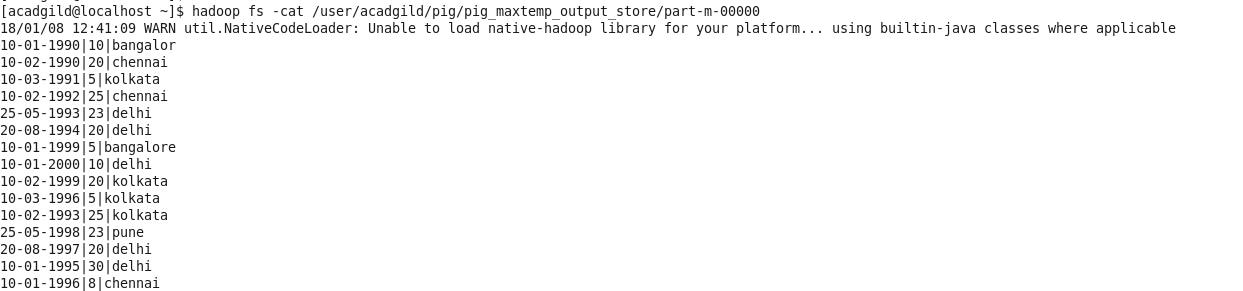 [acadgild@localhost ~]$ hadoop fs -cat /user/acadgild/pig/pig_maxtemp_output_store/part-m-00000
18/01/08 12:41:09 WARN util.NativeCodeLoader: Unable to load native-hadoop library for your platform... using builtin-java classes where applicable
10-01-1990|10|bangalor
10-02-1990|20|chennai
10-03-1991|5|kolkata
10-02-1992|25|chennai
25-05-1993|23|delhi
20-08-1994|20|delhi
10-01-1999|5|bangalore
10-01-2000|10|delhi
10-02-1999|20|kolkata
10-03-1996|5|kolkata
10-02-1993|25|kolkata
25-05-1998|23|pune
20-08-1997|20|delhi
10-01-1995|30|delhi
10-01-1996|8|chennai